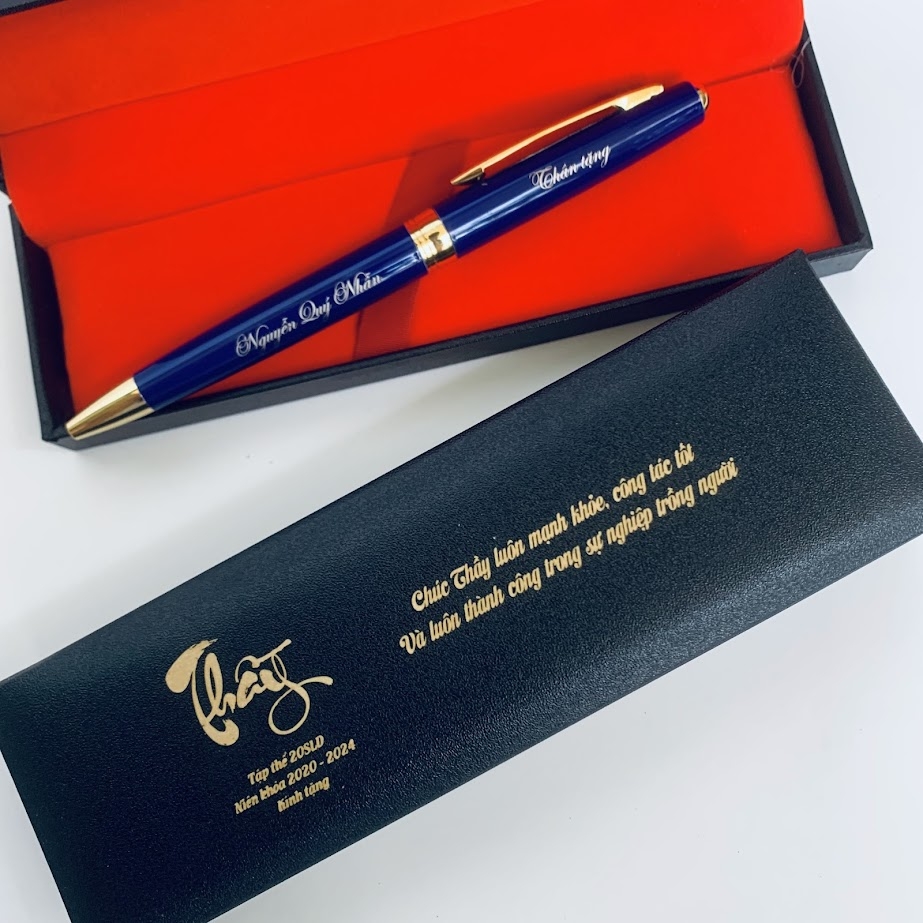 Thân tặng
Nguyễn Quý Nhẫn
Chúc Thầy luôn mạnh khỏe, công tác tốt
Và luôn thành công trong sự nghiệp trồng người
Thầy
Tập thể 20SLD
Niên khóa 2020 - 2024
Kính tặng